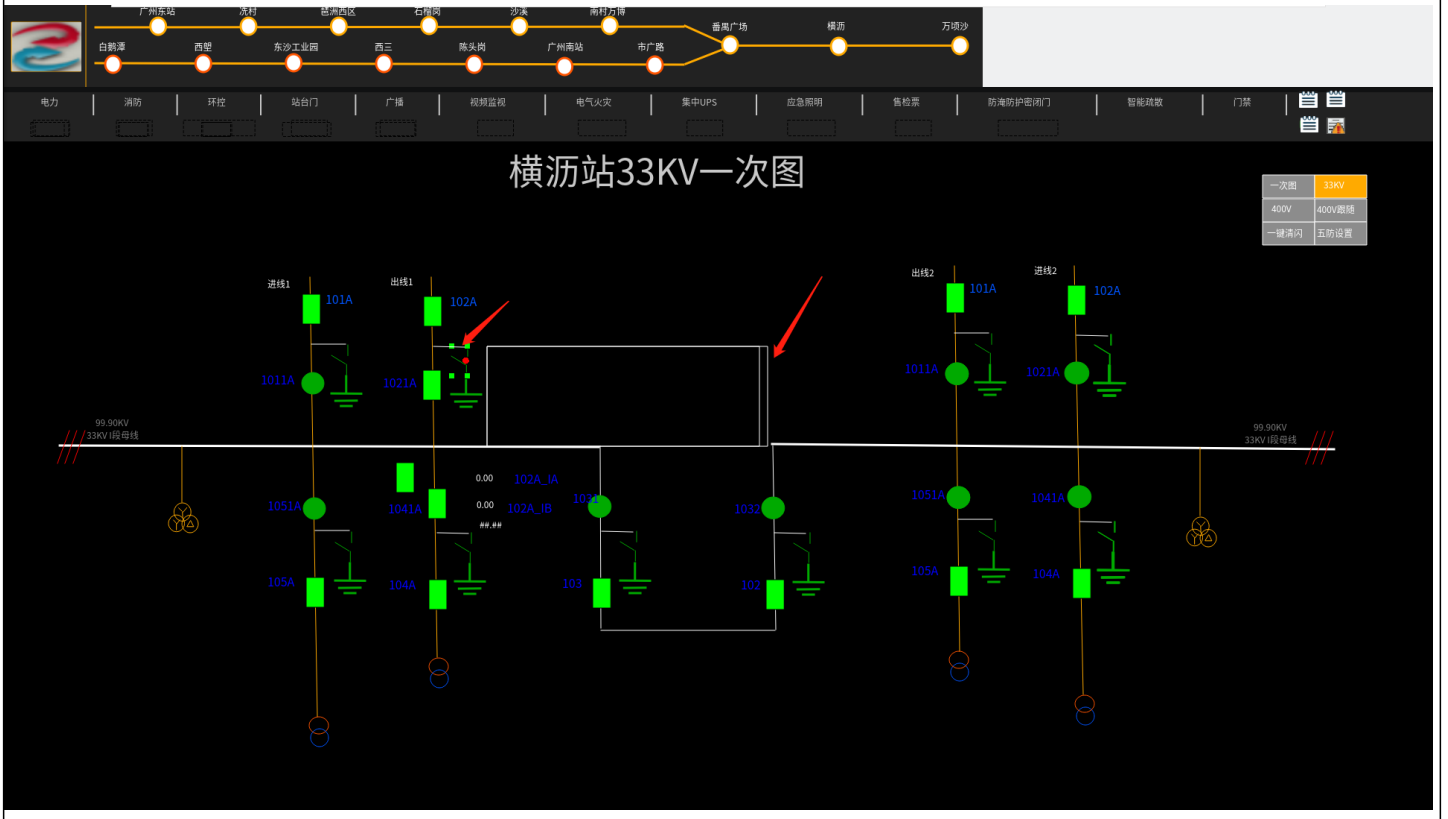 广州东站 冼村 琶洲西区 石榴岗 沙溪 南村万博
番禺广场 横沥 万顷沙
白鹅潭 西塱 东沙工业园 西三 陈头岗 广州南站 市广路
电力 消防 环控 站台门 广播 视频监视 电气火灾 集中UPS 应急照明 售检票 防淹防护密闭门 智能疏散 门禁
横沥站33KV一次图
一次图 33KV
400V 400V跟随
一键清闪 五防设置
进线1 出线1 出线2 进线2
101A 102A 101A 102A
1011A 1021A 1011A 1021A
99.90KV
33KV I段母线
99.90KV
33KV I段母线
0.00 102A_IA
1051A 1041A 0.00 102A_IB 1031 1032 1051A 1041A
##.##
105A 104A 103 102 105A 104A